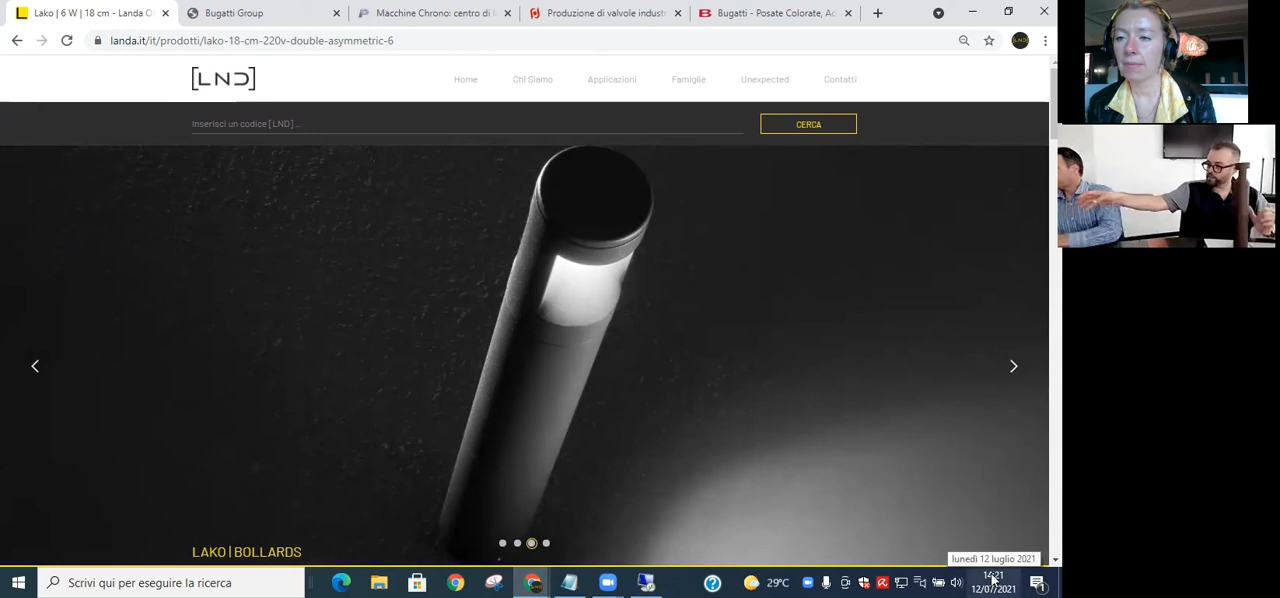 Lako | 6 W | 18 cm - Landa O
Bugatti Group
Macchine Chrono: centro di l
Produzione di valvole indust
Bugatti - Posate Colorate, Ac
landa.it/it/prodotti/lako-18-cm-220v-double-asymmetric-6
[LND]
Home
Chi Siamo
Applicazioni
Famiglie
Unexpected
Contatti
Inserisci un codice [LND] ...
CERCA
LAKO | BOLLARDS
lunedì 12 luglio 2021
Scrivi qui per eseguire la ricerca
29°C
14:21
12/07/2021
1